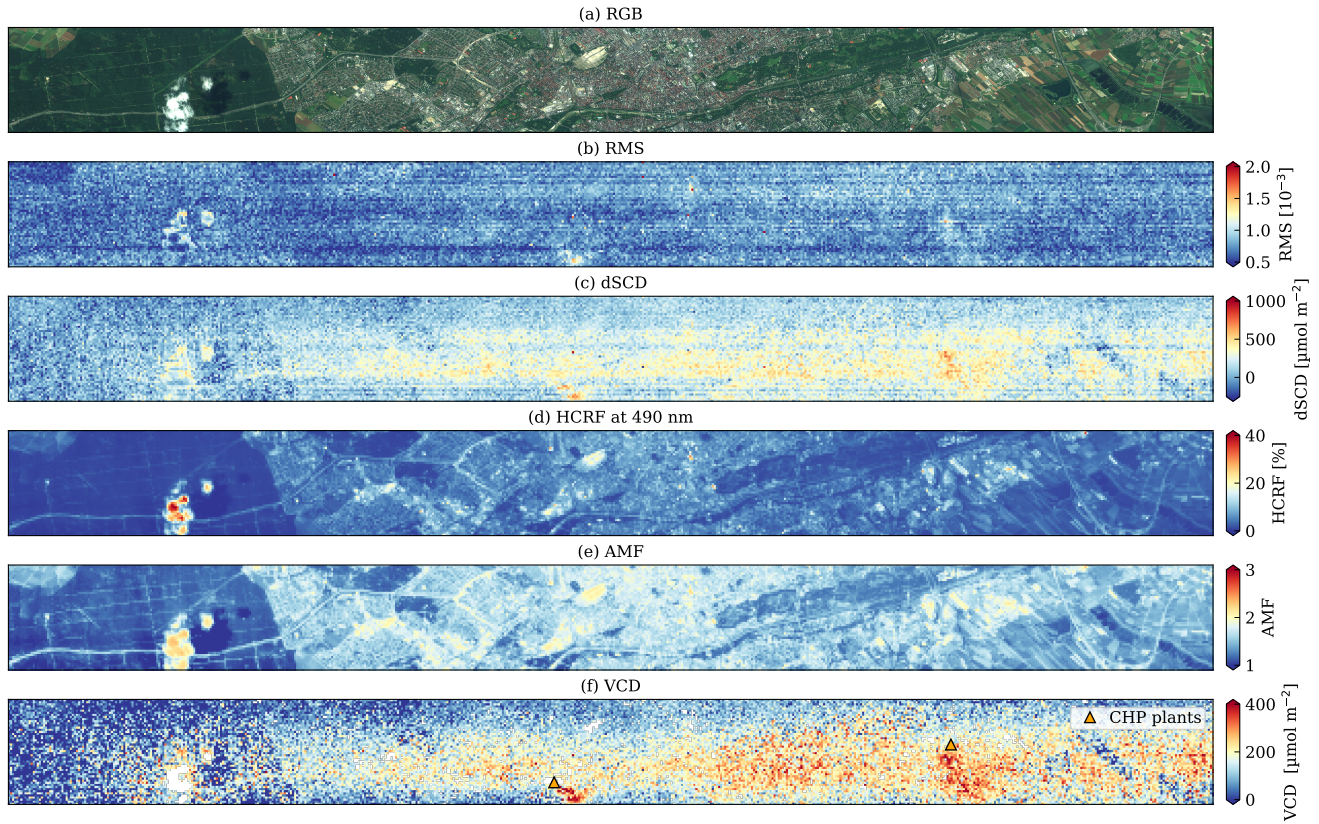 (a) RGB
(b) RMS
2.0
1.5
1.0
0.5
RMS [10⁻³]
(c) dSCD
1000
500
0
dSCD [µmol m⁻²]
(d) HCRF at 490 nm
40
20
0
HCRF [%]
(e) AMF
3
2
1
AMF
(f) VCD
CHP plants
400
200
0
VCD [µmol m⁻²]